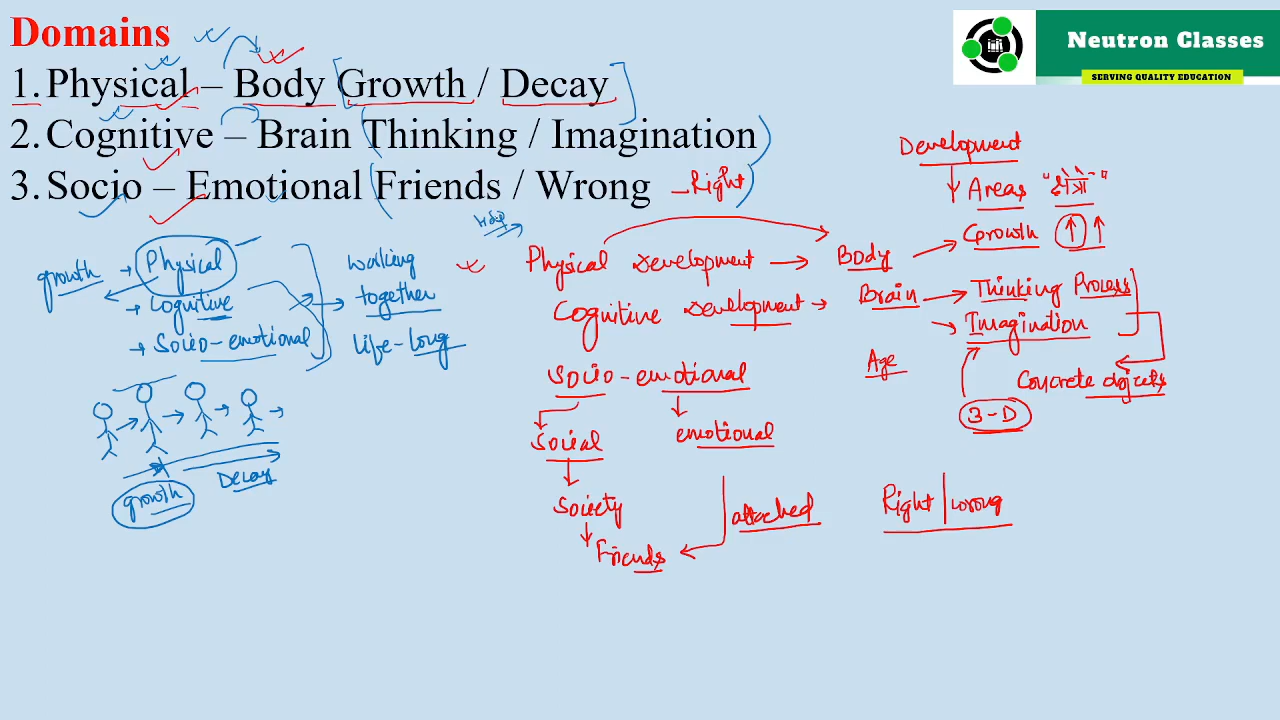 Domains
1. Physical – Body Growth / Decay
2. Cognitive – Brain Thinking / Imagination
3. Socio – Emotional Friends / Wrong
– Right
Neutron Classes
SERVING QUALITY EDUCATION
Development
Areas
Growth
Physical Development → Body
Cognitive Development → Brain
Thinking Process
Imagination
Concrete
3-D
Age
Socio-emotional
Social
emotional
Society
Friends
attached
Right | wrong
growth → Physical
→ Cognitive
→ Socio-emotional
working
together
Life-long
growth
Decay